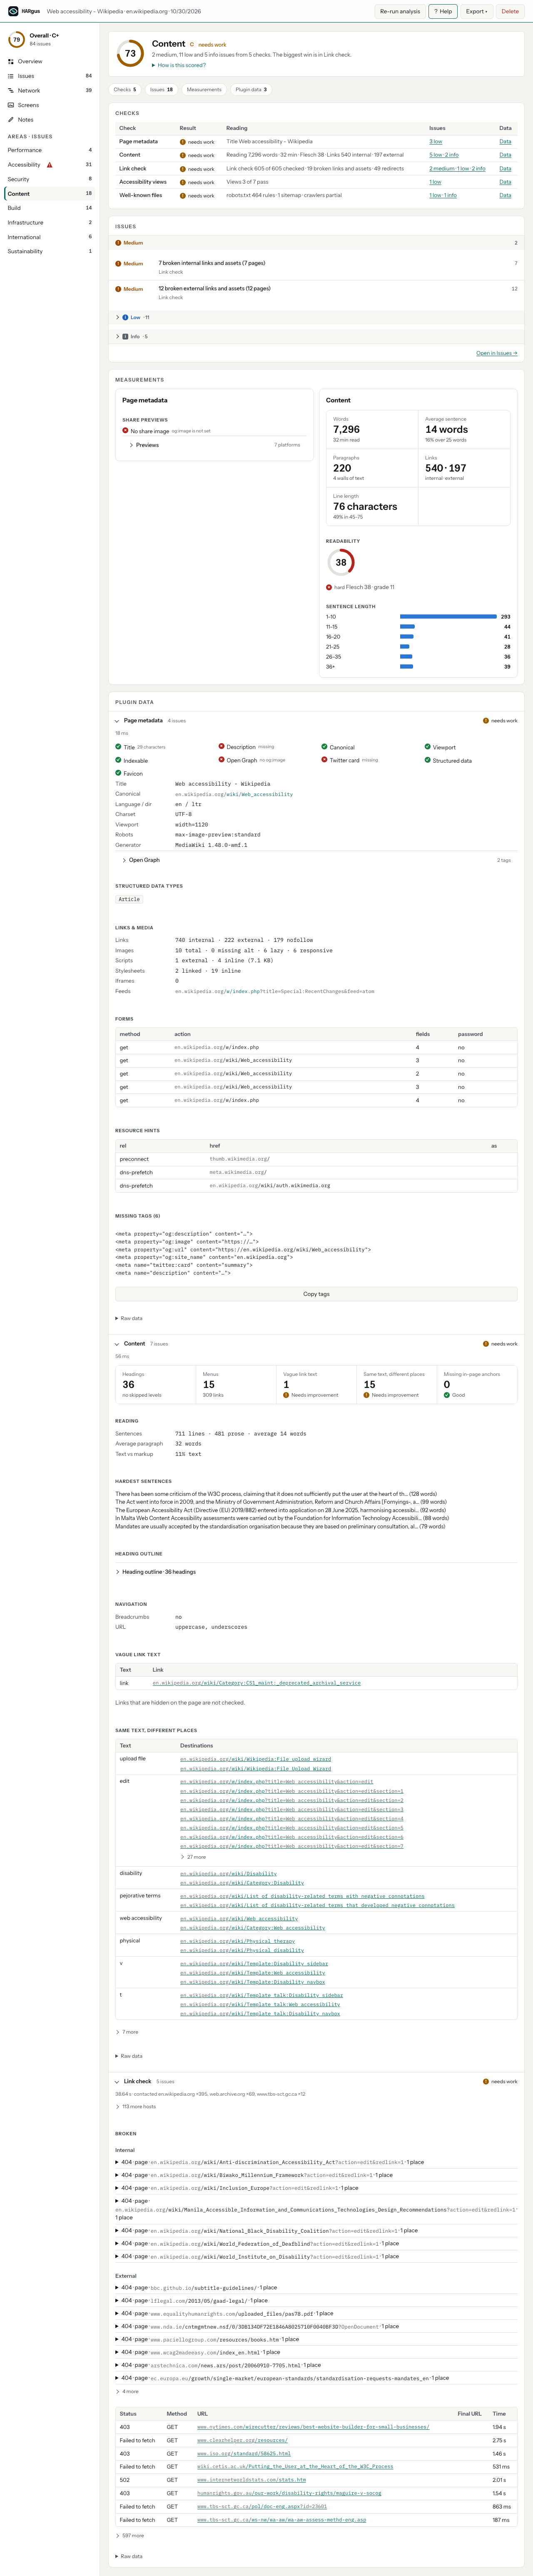 HARgus
Web accessibility - Wikipedia · en.wikipedia.org · 10/30/2026
Re-run analysis
? Help
Export
Delete
79
Overall · C+
84 issues
Overview
Issues 84
Network 39
Screens
Notes
AREAS · ISSUES
Performance 4
Accessibility 31
Security 8
Content 18
Build 14
Infrastructure 2
International 6
Sustainability 1
73
Content C needs work
2 medium, 11 low and 5 info issues from 5 checks. The biggest win is in Link check.
How is this scored?
Checks 5
Issues 18
Measurements
Plugin data 3
CHECKS
Check Result Reading Issues Data
Page metadata needs work Title Web accessibility - Wikipedia 3 low Data
Content needs work Reading 7,296 words · 32 min · Flesch 38 · Links 540 internal · 197 external 5 low · 2 info Data
Link check needs work Link check 605 of 605 checked · 19 broken links and assets · 49 redirects 2 medium · 1 low · 2 info Data
Accessibility views needs work Views 3 of 7 pass 1 low Data
Well-known files needs work robots.txt 464 rules · 1 sitemap · crawlers partial 1 low · 1 info Data
ISSUES
Medium 2
Medium 7 broken internal links and assets (7 pages) 7
Link check
Medium 12 broken external links and assets (12 pages) 12
Link check
Low · 11
Info · 5
Open in Issues →
MEASUREMENTS
Page metadata
SHARE PREVIEWS
No share image og:image is not set
Previews 7 platforms
Content
Words
7,296
32 min read
Average sentence
14 words
16% over 25 words
Paragraphs
220
4 walls of text
Links
540 · 197
internal · external
Line length
76 characters
49% in 45–75
READABILITY
38
hard Flesch 38 · grade 11
SENTENCE LENGTH
1–10 293
11–15 44
16–20 41
21–25 28
26–35 36
36+ 39
PLUGIN DATA
Page metadata 4 issues needs work
18 ms
Title 29 characters
Description missing
Canonical
Viewport
Indexable
Open Graph no og:image
Twitter card missing
Structured data
Favicon
Title Web accessibility - Wikipedia
Canonical en.wikipedia.org/wiki/Web_accessibility
Language / dir en / ltr
Charset UTF-8
Viewport width=1120
Robots max-image-preview:standard
Generator MediaWiki 1.48.0-wmf.1
Open Graph 2 tags
STRUCTURED DATA TYPES
Article
LINKS & MEDIA
Links 740 internal · 222 external · 179 nofollow
Images 10 total · 0 missing alt · 6 lazy · 6 responsive
Scripts 1 external · 4 inline (7.1 KB)
Stylesheets 2 linked · 19 inline
Iframes 0
Feeds en.wikipedia.org/w/index.php?title=Special:RecentChanges&feed=atom
FORMS
method action fields password
get en.wikipedia.org/w/index.php 4 no
get en.wikipedia.org/wiki/Web_accessibility 3 no
get en.wikipedia.org/wiki/Web_accessibility 2 no
get en.wikipedia.org/wiki/Web_accessibility 3 no
get en.wikipedia.org/w/index.php 4 no
RESOURCE HINTS
rel href as
preconnect thumb.wikimedia.org/
dns-prefetch meta.wikimedia.org/
dns-prefetch en.wikipedia.org/wiki/auth.wikimedia.org
MISSING TAGS (6)
<meta property="og:description" content="…">
<meta property="og:image" content="https://…">
<meta property="og:url" content="https://en.wikipedia.org/wiki/Web_accessibility">
<meta property="og:site_name" content="en.wikipedia.org">
<meta name="twitter:card" content="summary">
<meta name="description" content="…">
Copy tags
Raw data
Content 7 issues needs work
58 ms
Headings
36
no skipped levels
Menus
15
309 links
Vague link text
1
Needs improvement
Same text, different places
15
Needs improvement
Missing in-page anchors
0
Good
READING
Sentences 711 lines · 481 prose · average 14 words
Average paragraph 32 words
Text vs markup 11% text
HARDEST SENTENCES
There has been some criticism of the W3C process, claiming that it does not sufficiently put the user at the heart of th… (128 words)
The Act went into force in 2009, and the Ministry of Government Administration, Reform and Church Affairs [Fornyings-, a… (99 words)
The European Accessibility Act (Directive (EU) 2019/882) entered into application on 28 June 2025, harmonising accessibi… (92 words)
In Malta Web Content Accessibility assessments were carried out by the Foundation for Information Technology Accessibili… (88 words)
Mandates are usually accepted by the standardisation organisation because they are based on preliminary consultation, al… (79 words)
HEADING OUTLINE
Heading outline · 36 headings
NAVIGATION
Breadcrumbs no
URL uppercase, underscores
VAGUE LINK TEXT
Text Link
link en.wikipedia.org/wiki/Category:CS1_maint:_deprecated_archival_service
Links that are hidden on the page are not checked.
SAME TEXT, DIFFERENT PLACES
Text Destinations
upload file en.wikipedia.org/wiki/Wikipedia:File_upload_wizard
en.wikipedia.org/wiki/Wikipedia:File_Upload_Wizard
edit en.wikipedia.org/w/index.php?title=Web_accessibility&action=edit
en.wikipedia.org/w/index.php?title=Web_accessibility&action=edit&section=1
en.wikipedia.org/w/index.php?title=Web_accessibility&action=edit&section=2
en.wikipedia.org/w/index.php?title=Web_accessibility&action=edit&section=3
en.wikipedia.org/w/index.php?title=Web_accessibility&action=edit&section=4
en.wikipedia.org/w/index.php?title=Web_accessibility&action=edit&section=5
en.wikipedia.org/w/index.php?title=Web_accessibility&action=edit&section=6
en.wikipedia.org/w/index.php?title=Web_accessibility&action=edit&section=7
27 more
disability en.wikipedia.org/wiki/Disability
en.wikipedia.org/wiki/Category:Disability
pejorative terms en.wikipedia.org/wiki/List_of_disability-related_terms_with_negative_connotations
en.wikipedia.org/wiki/List_of_disability-related_terms_that_developed_negative_connotations
web accessibility en.wikipedia.org/wiki/Web_accessibility
en.wikipedia.org/wiki/Category:Web_accessibility
physical en.wikipedia.org/wiki/Physical_therapy
en.wikipedia.org/wiki/Physical_disability
v en.wikipedia.org/wiki/Template:Disability_sidebar
en.wikipedia.org/wiki/Template:Web_accessibility
en.wikipedia.org/wiki/Template:Disability_navbox
t en.wikipedia.org/wiki/Template_talk:Disability_sidebar
en.wikipedia.org/wiki/Template_talk:Web_accessibility
en.wikipedia.org/wiki/Template_talk:Disability_navbox
7 more
Raw data
Link check 5 issues needs work
38.64 s · contacted en.wikipedia.org ×395, web.archive.org ×69, www.tbs-sct.gc.ca ×12
113 more hosts
BROKEN
Internal
404 · page · en.wikipedia.org/wiki/Anti-discrimination_Accessibility_Act?action=edit&redlink=1 · 1 place
404 · page · en.wikipedia.org/wiki/Biwako_Millennium_Framework?action=edit&redlink=1 · 1 place
404 · page · en.wikipedia.org/wiki/Inclusion_Europe?action=edit&redlink=1 · 1 place
404 · page ·
en.wikipedia.org/wiki/Manila_Accessible_Information_and_Communications_Technologies_Design_Recommendations?action=edit&redlink=1 ·
1 place
404 · page · en.wikipedia.org/wiki/National_Black_Disability_Coalition?action=edit&redlink=1 · 1 place
404 · page · en.wikipedia.org/wiki/World_Federation_of_Deafblind?action=edit&redlink=1 · 1 place
404 · page · en.wikipedia.org/wiki/World_Institute_on_Disability?action=edit&redlink=1 · 1 place
External
404 · page · bbc.github.io/subtitle-guidelines/ · 1 place
404 · page · lflegal.com/2013/05/gaad-legal/ · 1 place
404 · page · www.equalityhumanrights.com/uploaded_files/pas78.pdf · 1 place
404 · page · www.nda.ie/cntmgmtnew.nsf/0/3DB134DF72E1846A8025710F0040BF3D?OpenDocument · 1 place
404 · page · www.paciellogroup.com/resources/books.htm · 1 place
404 · page · www.wcag2madeeasy.com/index_en.html · 1 place
404 · page · arstechnica.com/news.ars/post/20060910-7705.html · 1 place
404 · page · ec.europa.eu/growth/single-market/european-standards/standardisation-requests-mandates_en · 1 place
4 more
Status Method URL Final URL Time
403 GET www.nytimes.com/wirecutter/reviews/best-website-builder-for-small-businesses/ 1.94 s
Failed to fetch GET www.clearhelper.org/resources/ 2.75 s
403 GET www.iso.org/standard/58625.html 1.46 s
Failed to fetch GET wiki.cetis.ac.uk/Putting_the_User_at_the_Heart_of_the_W3C_Process 531 ms
502 GET www.internetworldstats.com/stats.htm 2.01 s
403 GET humanrights.gov.au/our-work/disability-rights/maguire-v-socog 1.54 s
Failed to fetch GET www.tbs-sct.gc.ca/pol/doc-eng.aspx?id=23601 863 ms
Failed to fetch GET www.tbs-sct.gc.ca/ws-nw/wa-aw/wa-aw-assess-methd-eng.asp 187 ms
597 more
Raw data